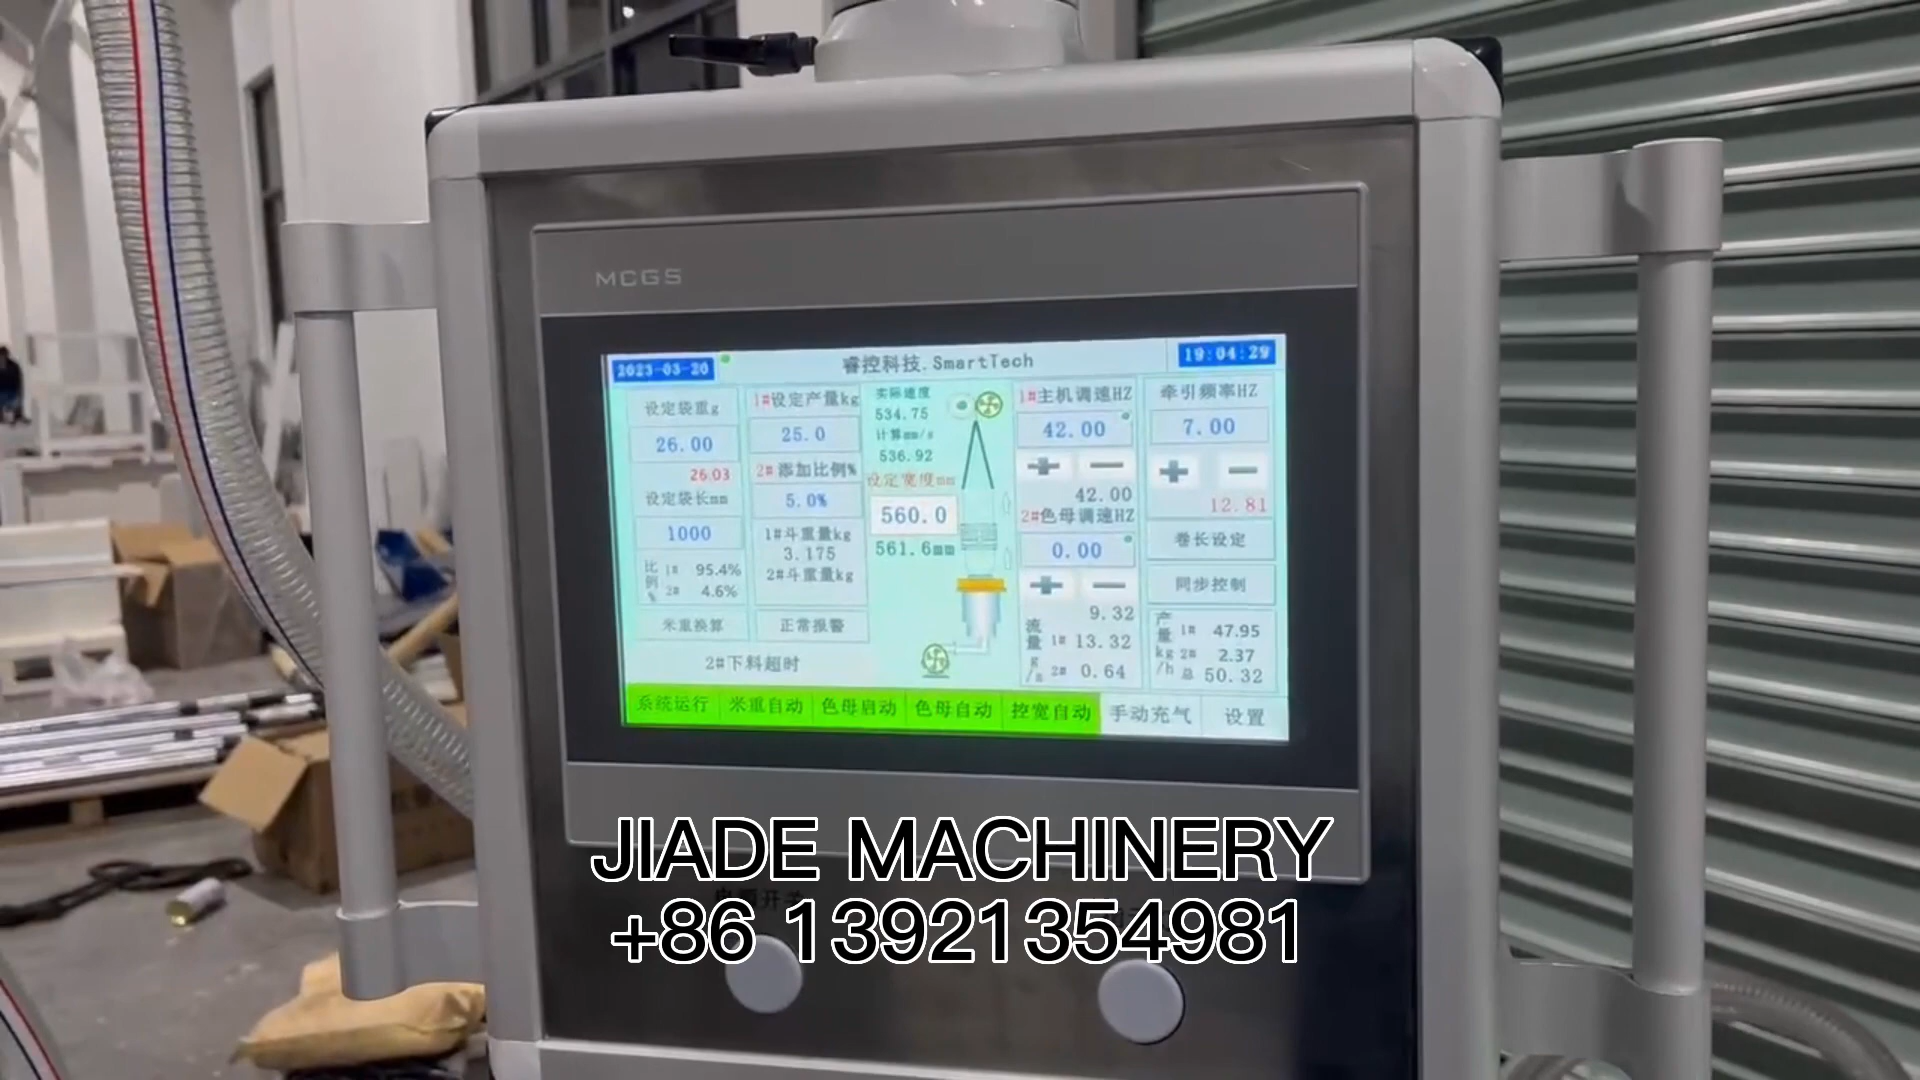 MCGS
2023-03-20
睿控科技.SmartTech
19:04:29
设定袋重g
26.00
26.03
设定袋长mm
1000
比例%
1# 95.4%
2# 4.6%
米重换算
1#设定产量kg
25.0
2#添加比例%
5.0%
1#斗重量kg
3.175
2#斗重量kg
正常报警
2#下料超时
实际速度
534.75
计算mm/s
536.92
设定宽度mm
560.0
561.6mm
1#主机调速HZ
42.00
42.00
2#色母调速HZ
0.00
9.32
流量g/s
1# 13.32
2# 0.64
牵引频率HZ
7.00
12.81
卷长设定
同步控制
产量kg/h
1# 47.95
2# 2.37
总 50.32
系统运行 米重自动 色母启动 色母自动 控宽自动 手动充气 设置
JIADE MACHINERY
+86 13921354981